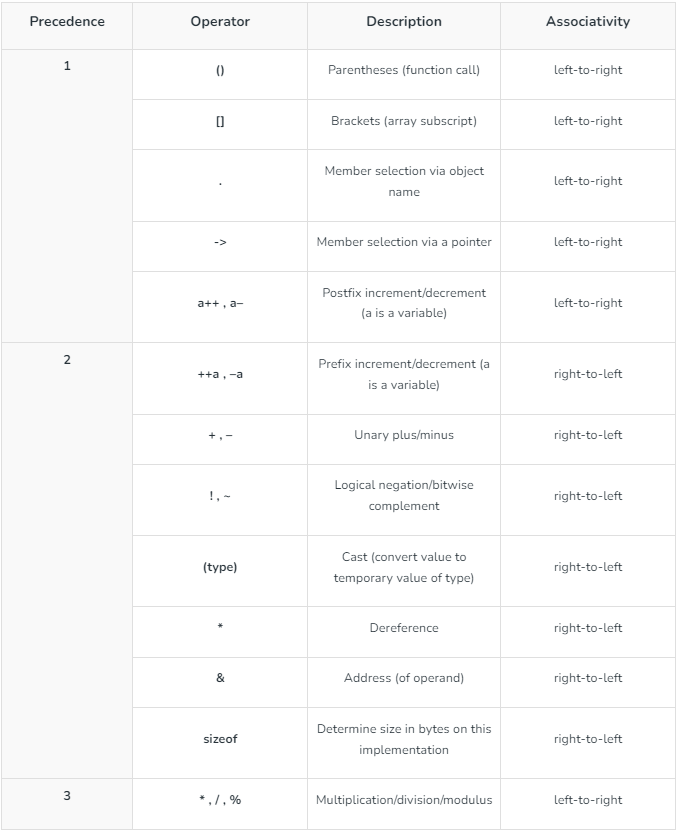 Precedence Operator Description Associativity
1 () Parentheses (function call) left-to-right
[] Brackets (array subscript) left-to-right
. Member selection via object
name left-to-right
-> Member selection via a pointer left-to-right
a++ , a– Postfix increment/decrement
(a is a variable) left-to-right
2 ++a , –a Prefix increment/decrement (a
is a variable) right-to-left
+ , – Unary plus/minus right-to-left
! , ~ Logical negation/bitwise
complement right-to-left
(type) Cast (convert value to
temporary value of type) right-to-left
* Dereference right-to-left
& Address (of operand) right-to-left
sizeof Determine size in bytes on this
implementation right-to-left
3 * , / , % Multiplication/division/modulus left-to-right